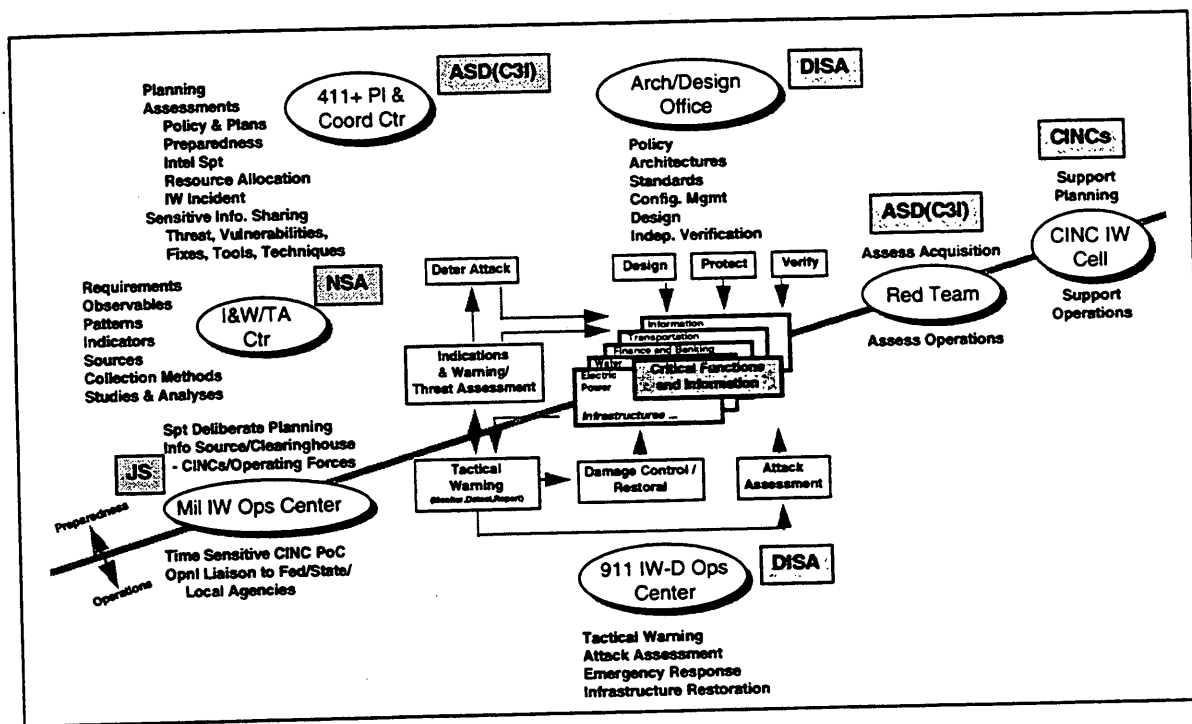 ASD(C3I)
411+ Pl &
Coord Ctr
Planning
Assessments
Policy & Plans
Preparedness
Intel Spt
Resource Allocation
IW Incident
Sensitive Info. Sharing
Threat, Vulnerabilities,
Fixes, Tools, Techniques
DISA
Arch/Design
Office
Policy
Architectures
Standards
Config. Mgmt
Design
Indep. Verification
CINCs
Support
Planning
CINC IW
Cell
Support
Operations
ASD(C3I)
Assess Acquisition
Red Team
Assess Operations
NSA
I&W/TA
Ctr
Requirements
Observables
Patterns
Indicators
Sources
Collection Methods
Studies & Analyses
Deter Attack
Design
Protect
Verify
Information
Transportation
Finance and Banking
Water
Electric
Power
Critical Functions
and Information
Infrastructures ...
Indications
& Warning/
Threat Assessment
Tactical
Warning
(Monitor,Detect,Report)
Damage Control /
Restoral
Attack
Assessment
JS
Spt Deliberate Planning
Info Source/Clearinghouse
- CINCs/Operating Forces
Mil IW Ops Center
Time Sensitive CINC PoC
Opnl Liaison to Fed/State/
Local Agencies
Preparedness
Operations
911 IW-D Ops
Center
DISA
Tactical Warning
Attack Assessment
Emergency Response
Infrastructure Restoration